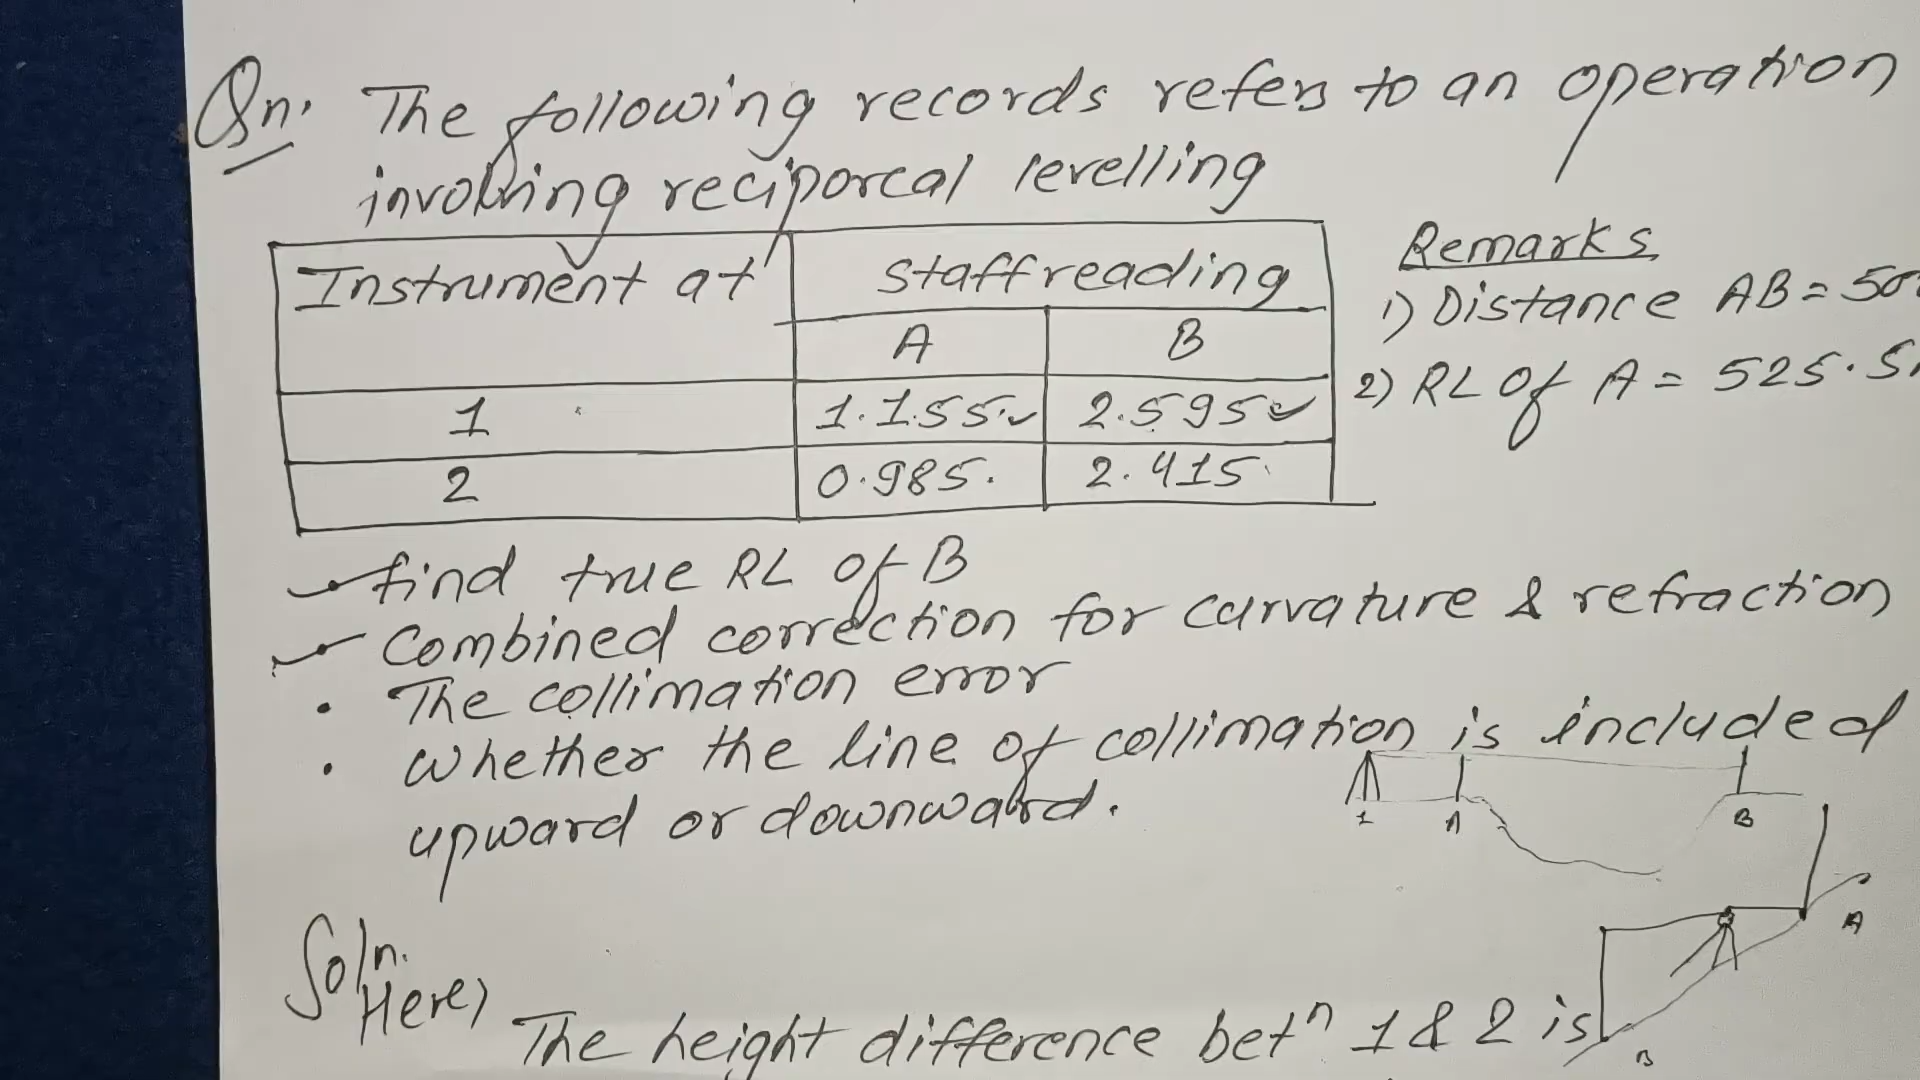 Qn. The following records refers to an operation
involving reciporcal levelling
Instrument at Staff reading
A B
1 1.155 2.595
2 0.985. 2.415
Remarks
1) Distance AB = 50
2) RL of A = 525.5
find true RL of B
Combined correction for curvature & refraction
• The collimation error
• Whether the line of collimation is included
upward or downward.
1 A B
A
B
Soln.
Here,
The height difference betn 1 & 2 is